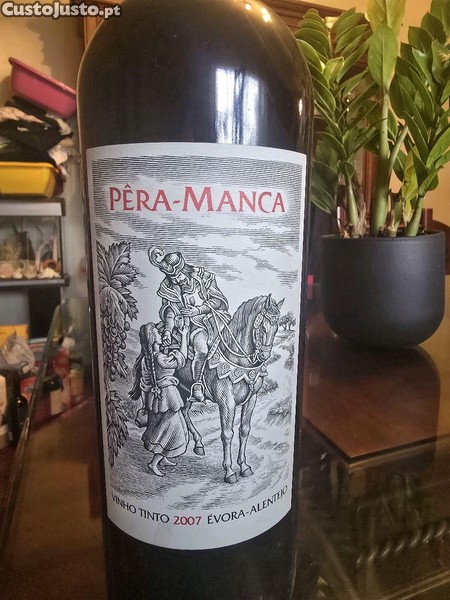 CustoJusto.pt
PÊRA-MANCA
VINHO TINTO 2007 ÉVORA-ALENTEJO